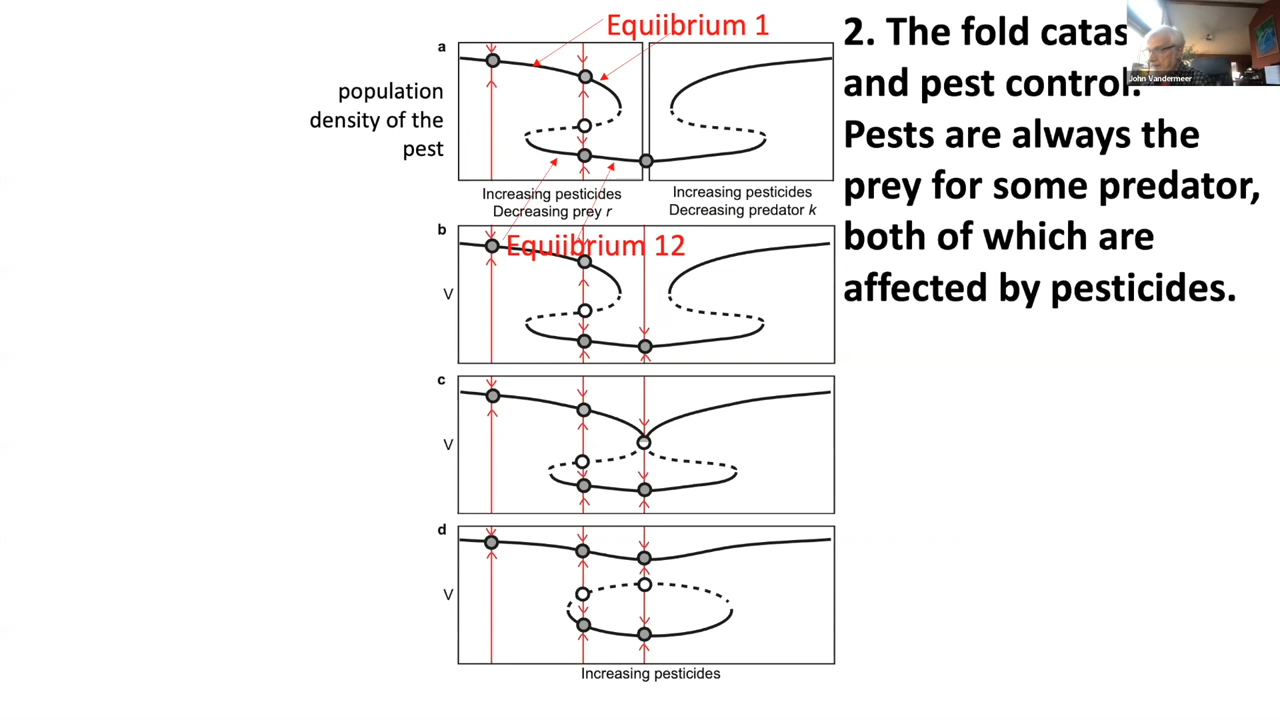 Equiibrium 1
a
population
density of the
pest
Increasing pesticides
Decreasing prey r
Increasing pesticides
Decreasing predator k
b
Equiibrium 12
V
c
V
d
V
Increasing pesticides
2. The fold catas
and pest control.
Pests are always the
prey for some predator,
both of which are
affected by pesticides.
John Vandermeer